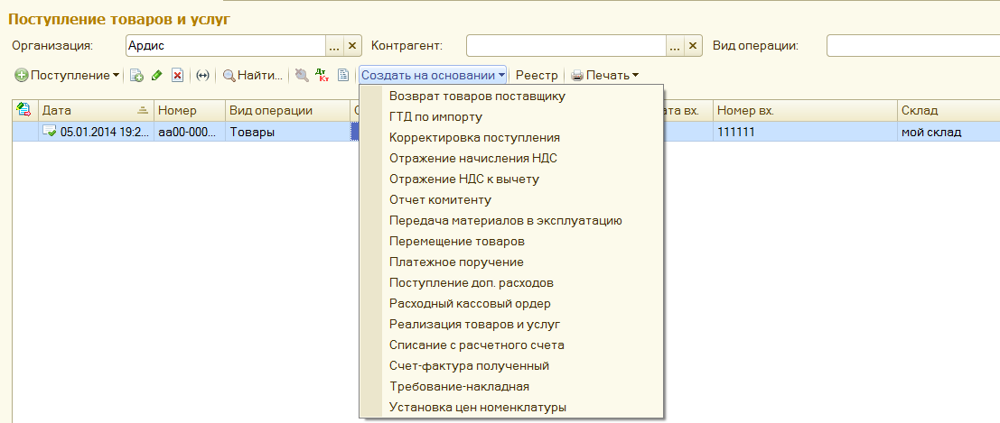 Поступление товаров и услуг
Организация: Ардис ... Контрагент: ... Вид операции:
Поступление Найти... Дт Кт Создать на основании Реестр Печать
Дата Номер Вид операции С ата вх. Номер вх. Склад
05.01.2014 19:2... аа00-000... Товары 111111 мой склад
Возврат товаров поставщику
ГТД по импорту
Корректировка поступления
Отражение начисления НДС
Отражение НДС к вычету
Отчет комитенту
Передача материалов в эксплуатацию
Перемещение товаров
Платежное поручение
Поступление доп. расходов
Расходный кассовый ордер
Реализация товаров и услуг
Списание с расчетного счета
Счет-фактура полученный
Требование-накладная
Установка цен номенклатуры